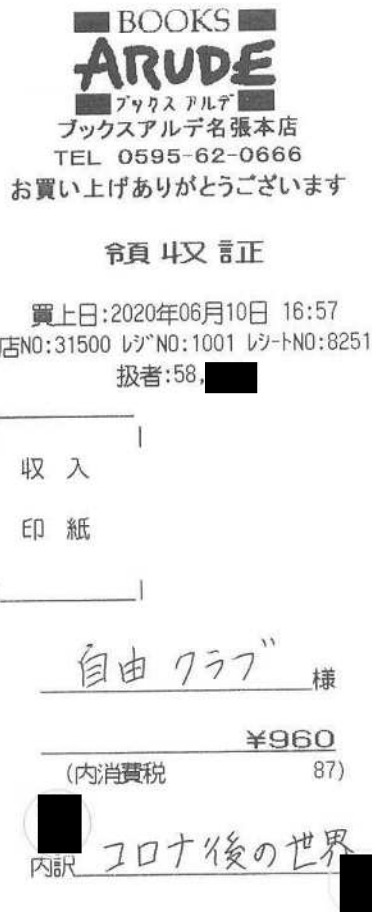 BOOKS
ARUDE
ブックス アルデ
ブックスアルデ名張本店
TEL 0595-62-0666
お買い上げありがとうございます
領収証
買上日:2020年06月10日 16:57
店NO:31500 レジNO:1001 レシートNO:8251
扱者:58,
収入
印紙
自由クラブ 様
¥960
(内消費税 87)
内訳 コロナ後の世界